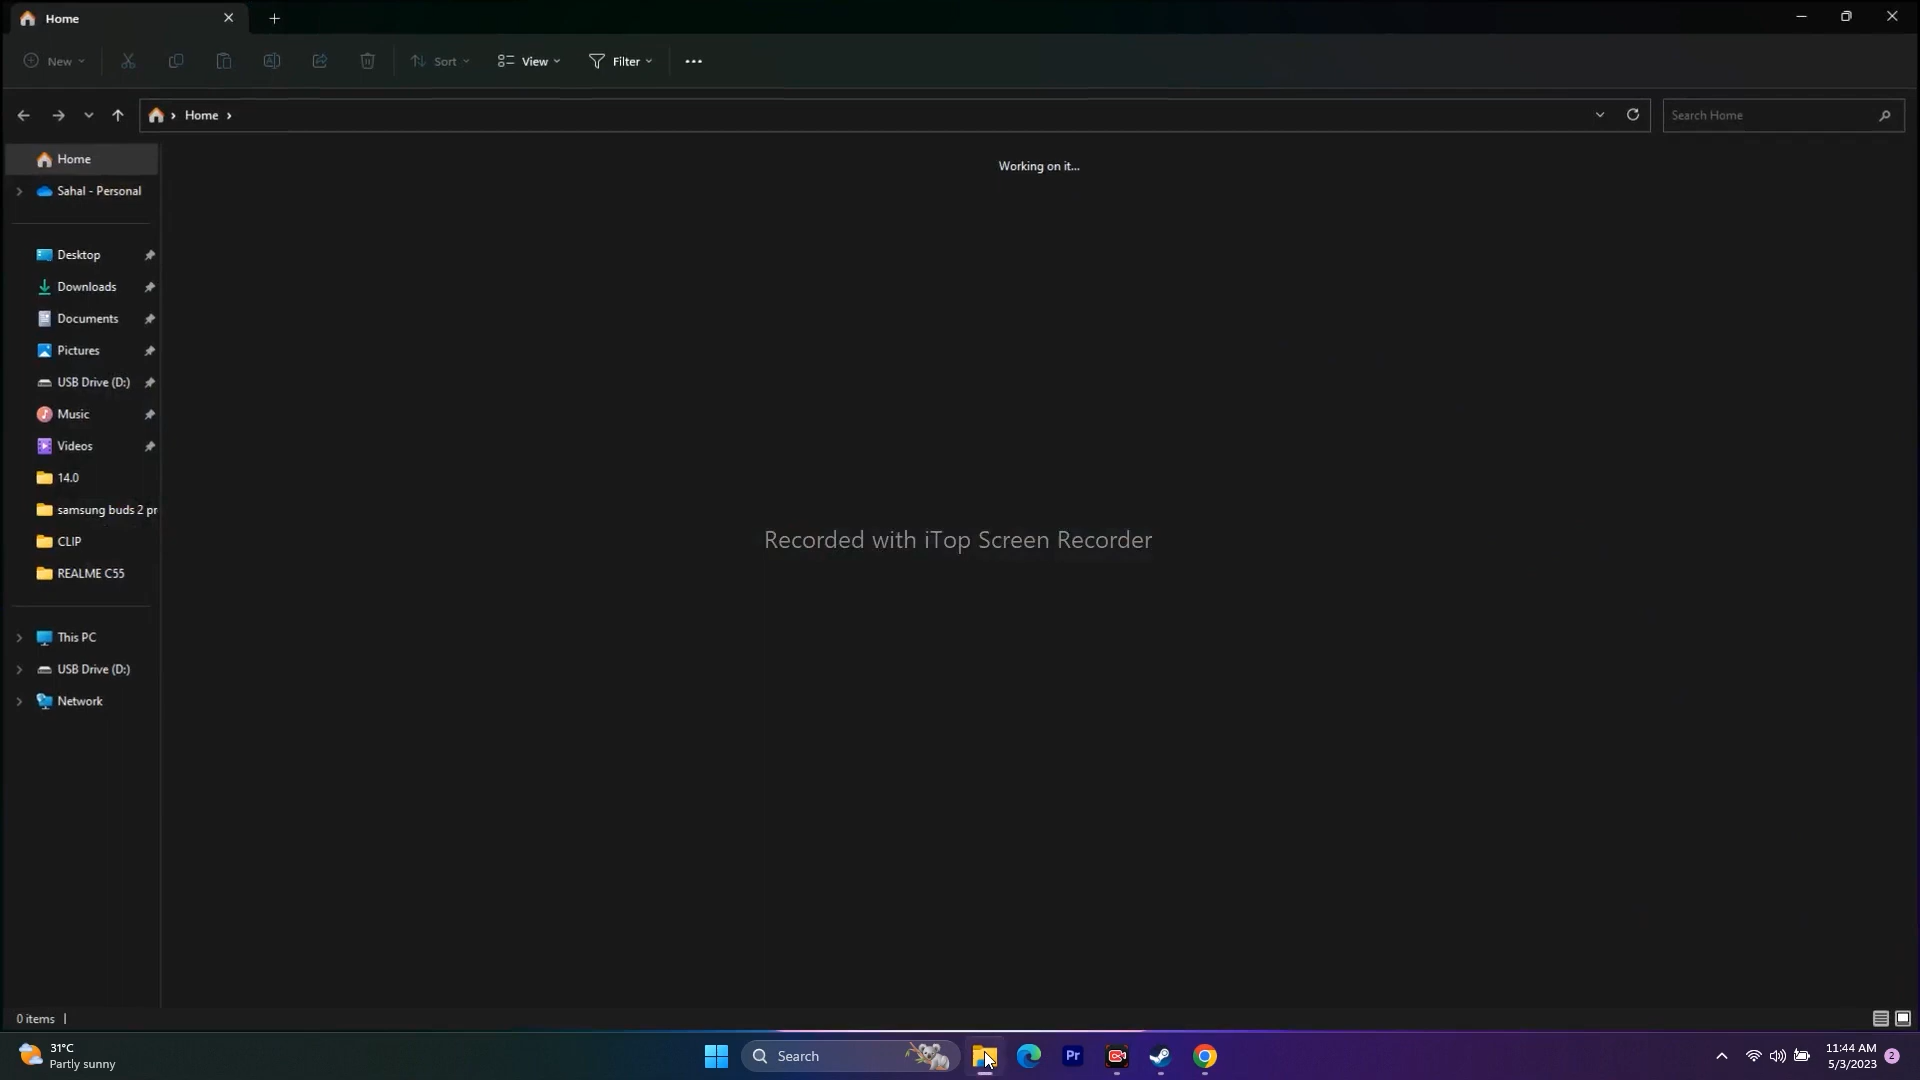 Home
New
Sort
View
Filter
Home
Search Home
Home
Working on it...
Sahal - Personal
Desktop
Downloads
Documents
Pictures
USB Drive (D:)
Music
Videos
14.0
samsung buds 2 pr
CLIP
Recorded with iTop Screen Recorder
REALME C55
This PC
USB Drive (D:)
Network
0 items
31°C
Partly sunny
Search
Pr
11:44 AM
5/3/2023
2